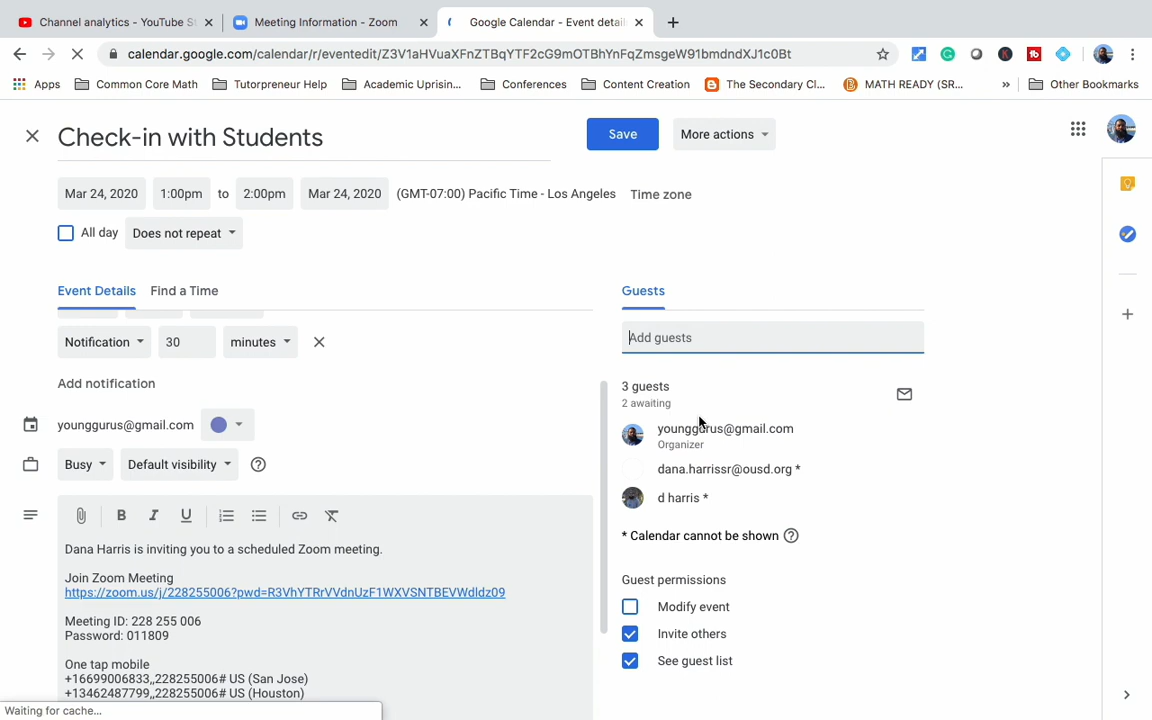 Channel analytics - YouTube S
Meeting Information - Zoom
Google Calendar - Event detail
calendar.google.com/calendar/r/eventedit/Z3V1aHVuaXFnZTBqYTF2cG9mOTBhYnFqZmsgeW91bmdndXJ1c0Bt
Apps
Common Core Math
Tutorpreneur Help
Academic Uprisin...
Conferences
Content Creation
The Secondary Cl...
MATH READY (SR...
»
Other Bookmarks
Check-in with Students
Save
More actions
Mar 24, 2020
1:00pm
to
2:00pm
Mar 24, 2020
(GMT-07:00) Pacific Time - Los Angeles
Time zone
All day
Does not repeat
Event Details
Find a Time
Guests
Notification
30
minutes
Add guests
Add notification
3 guests
2 awaiting
younggurus@gmail.com
younggurus@gmail.com
Organizer
Busy
Default visibility
dana.harrissr@ousd.org *
d harris *
B I U
* Calendar cannot be shown
Dana Harris is inviting you to a scheduled Zoom meeting.
Join Zoom Meeting
https://zoom.us/j/228255006?pwd=R3VhYTRrVVdnUzF1WXVSNTBEVWdldz09
Meeting ID: 228 255 006
Password: 011809
One tap mobile
+16699006833,,228255006# US (San Jose)
+13462487799,,228255006# US (Houston)
Guest permissions
Modify event
Invite others
See guest list
Waiting for cache...